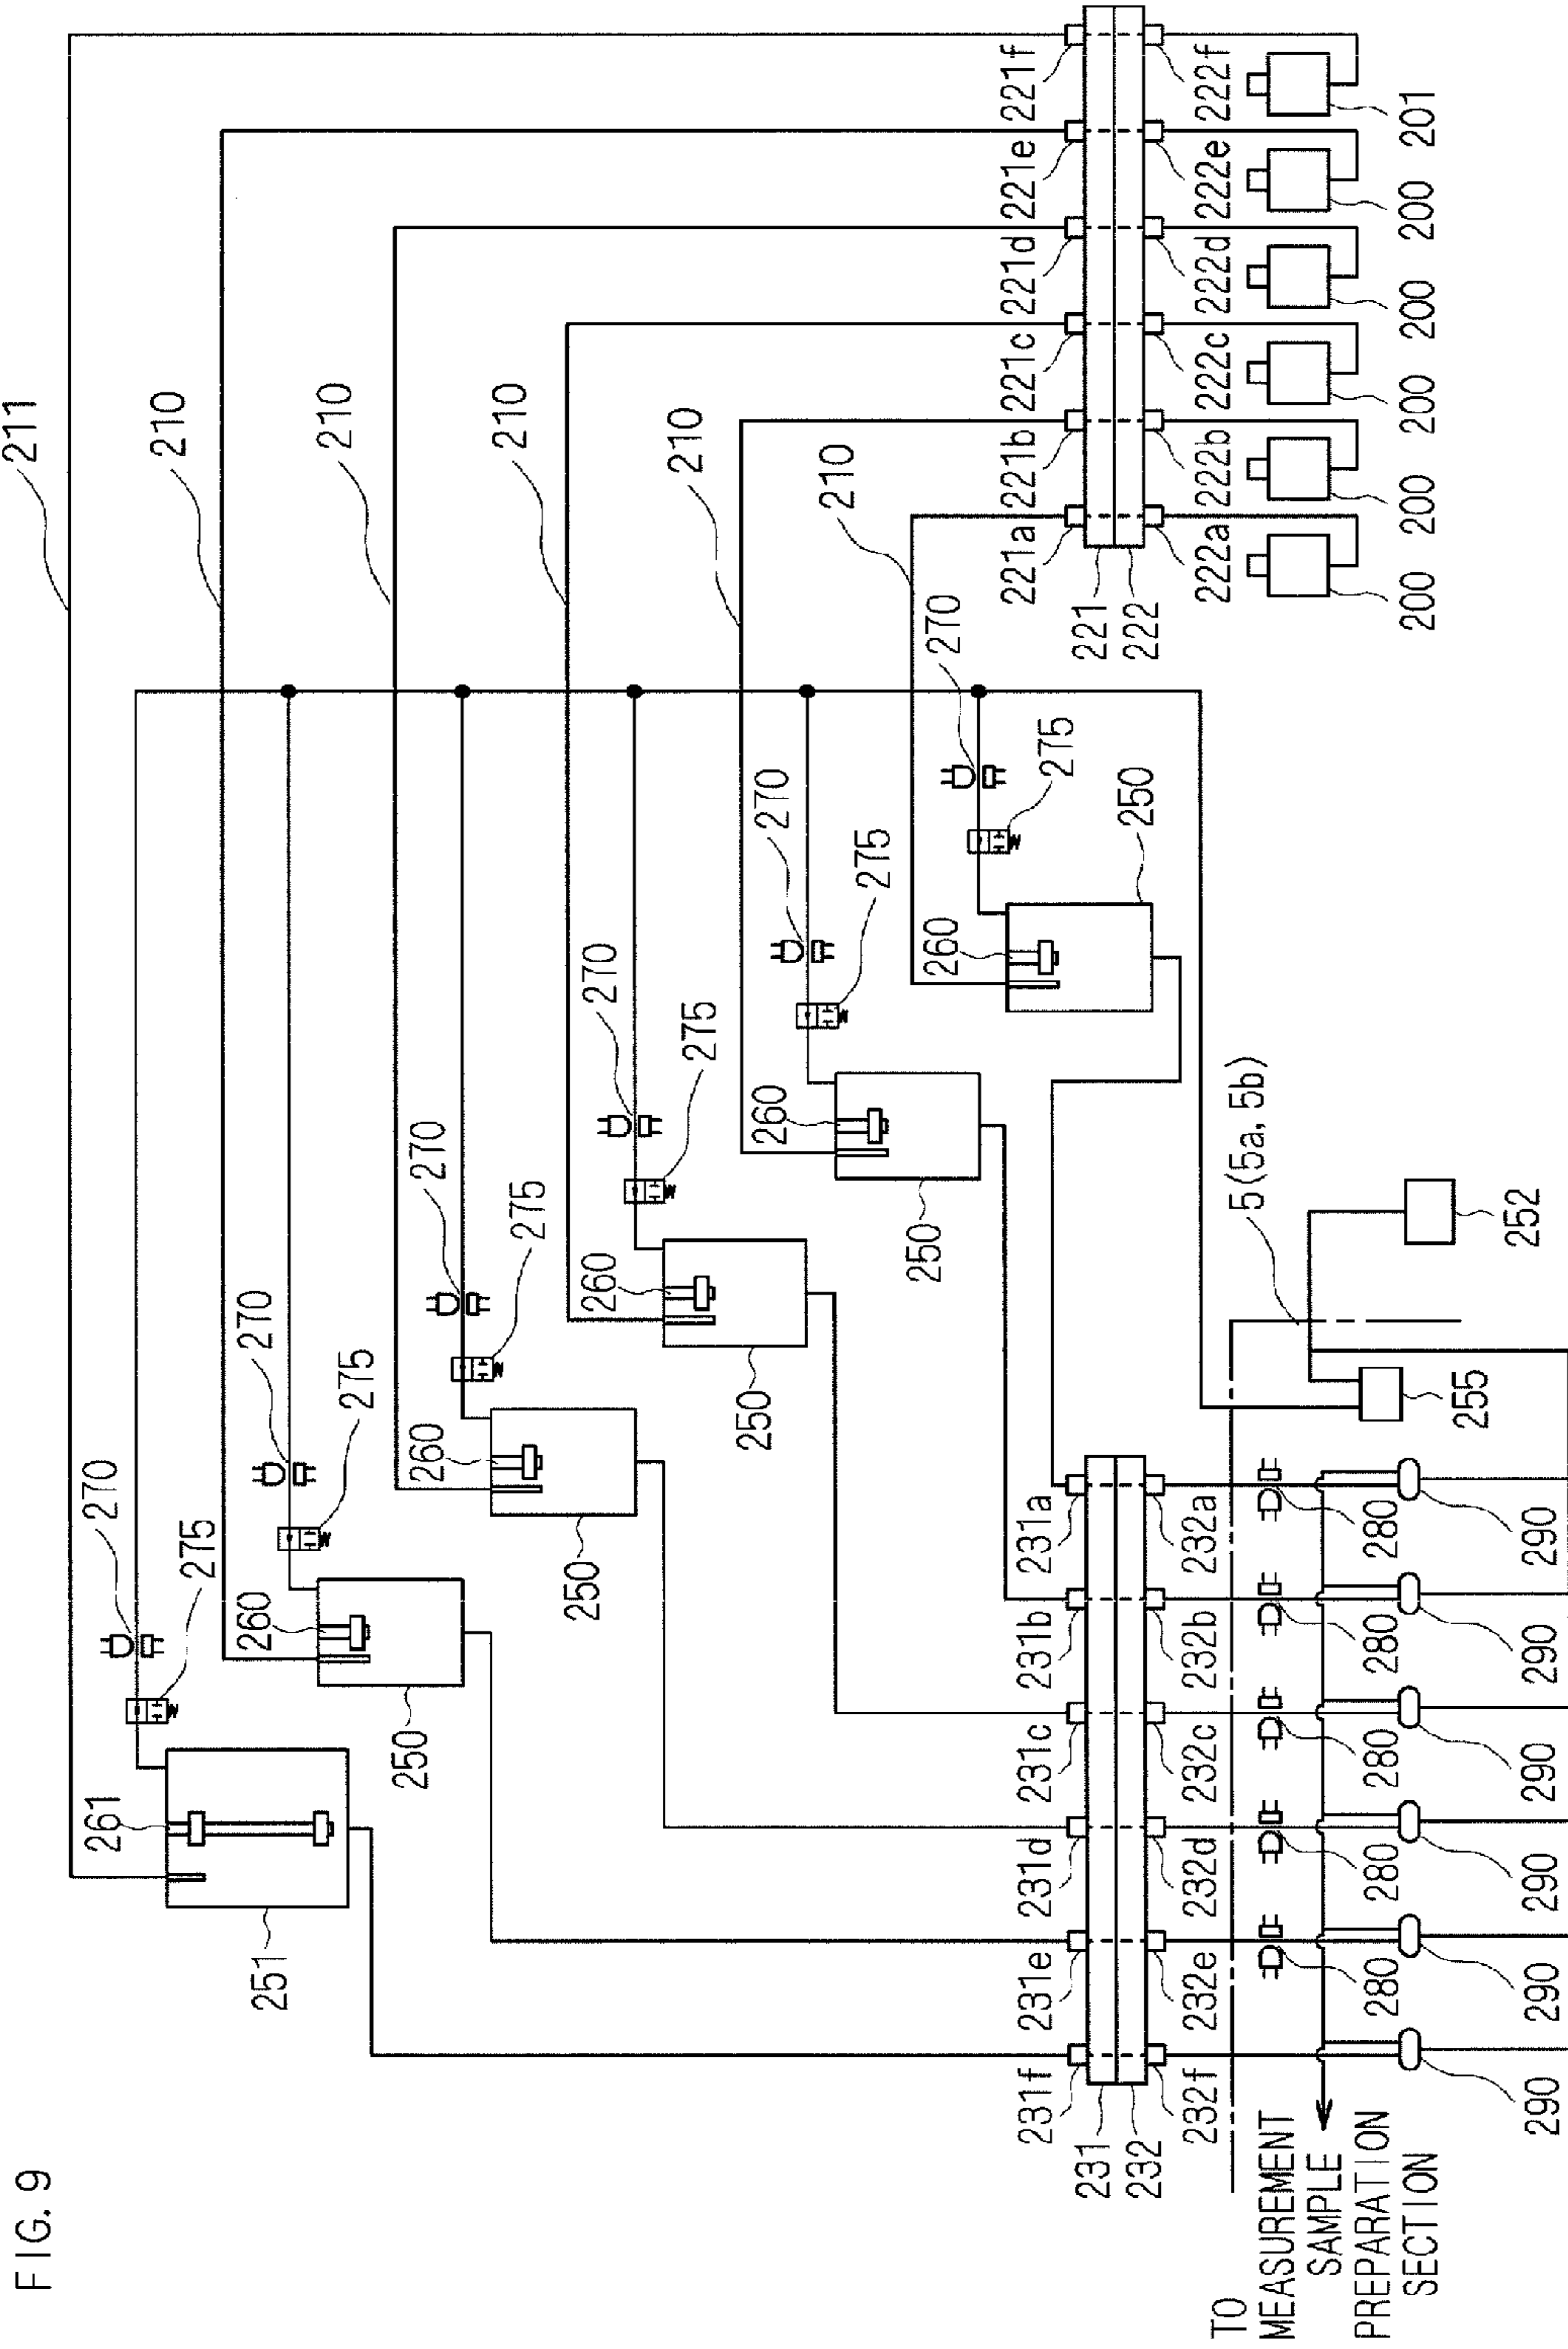 FIG. 9
211
261
270
210
275
260
270
251
210
275
250
260
270
210
275
250
260
270
210
275
250
260
270
210
275
250
260
270
275
250
221a 221b 221c 221d 221e 221f
221
222
222a 222b 222c 222d 222e 222f
200 200 200 200 200 201
231f 231e 231d 231c 231b 231a
231
232
232f 232e 232d 232c 232b 232a
5(5a, 5b)
TO
MEASUREMENT
SAMPLE
PREPARATION
SECTION
280 280 280 280 280
255
252
290 290 290 290 290 290